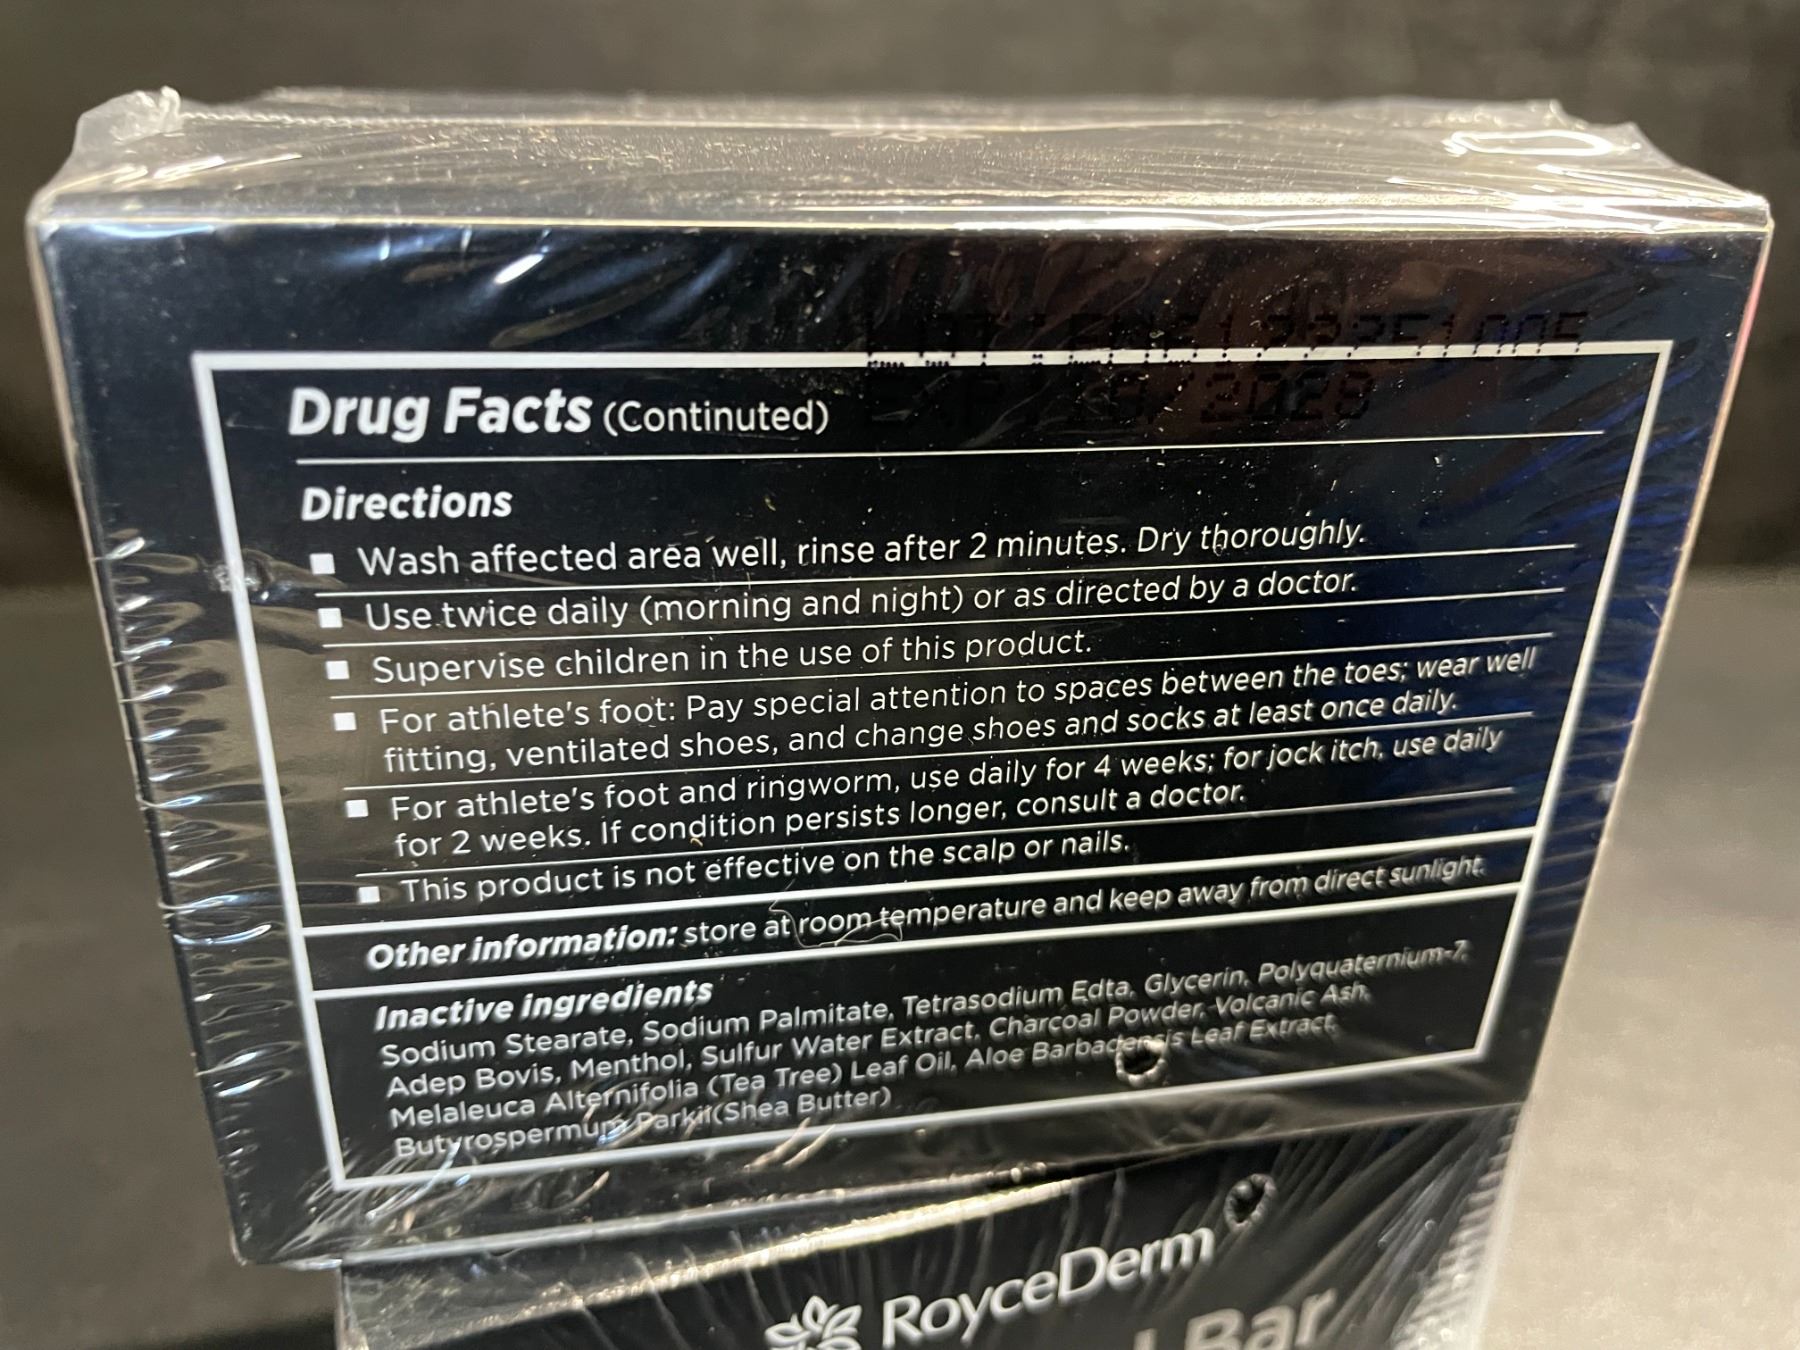 EXP: 28/2028
Drug Facts (Continuted)
Directions
■ Wash affected area well, rinse after 2 minutes. Dry thoroughly.
■ Use twice daily (morning and night) or as directed by a doctor.
■ Supervise children in the use of this product.
■ For athlete's foot: Pay special attention to spaces between the toes; wear well
fitting, ventilated shoes, and change shoes and socks at least once daily.
■ For athlete's foot and ringworm, use daily for 4 weeks; for jock itch, use daily
for 2 weeks. If condition persists longer, consult a doctor.
■ This product is not effective on the scalp or nails.
Other information: store at room temperature and keep away from direct sunlight.
Inactive ingredients
Sodium Stearate, Sodium Palmitate, Tetrasodium Edta, Glycerin, Polyquaternium-7,
Adep Bovis, Menthol, Sulfur Water Extract, Charcoal Powder, Volcanic Ash,
Melaleuca Alternifolia (Tea Tree) Leaf Oil, Aloe Barbadensis Leaf Extract,
Butyrospermum Parkii(Shea Butter)
RoyceDerm
Bar